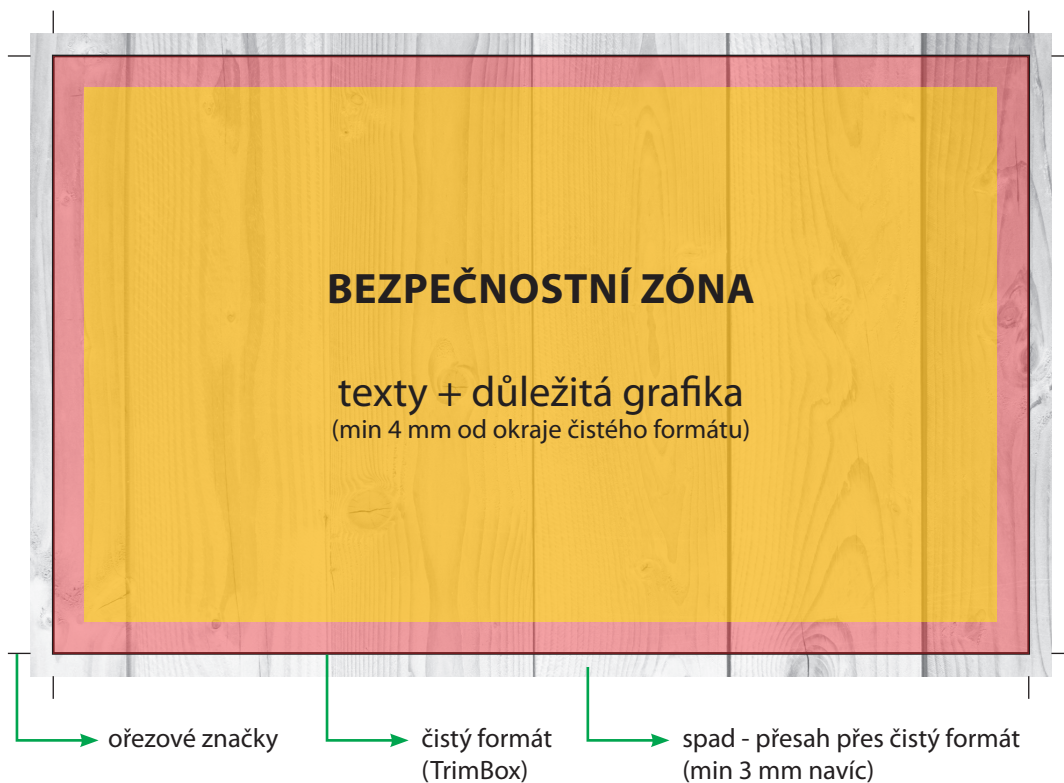 BEZPEČNOSTNÍ ZÓNA
texty + důležitá grafika
(min 4 mm od okraje čistého formátu)
ořezové značky
čistý formát
(TrimBox)
spad - přesah přes čistý formát
(min 3 mm navíc)